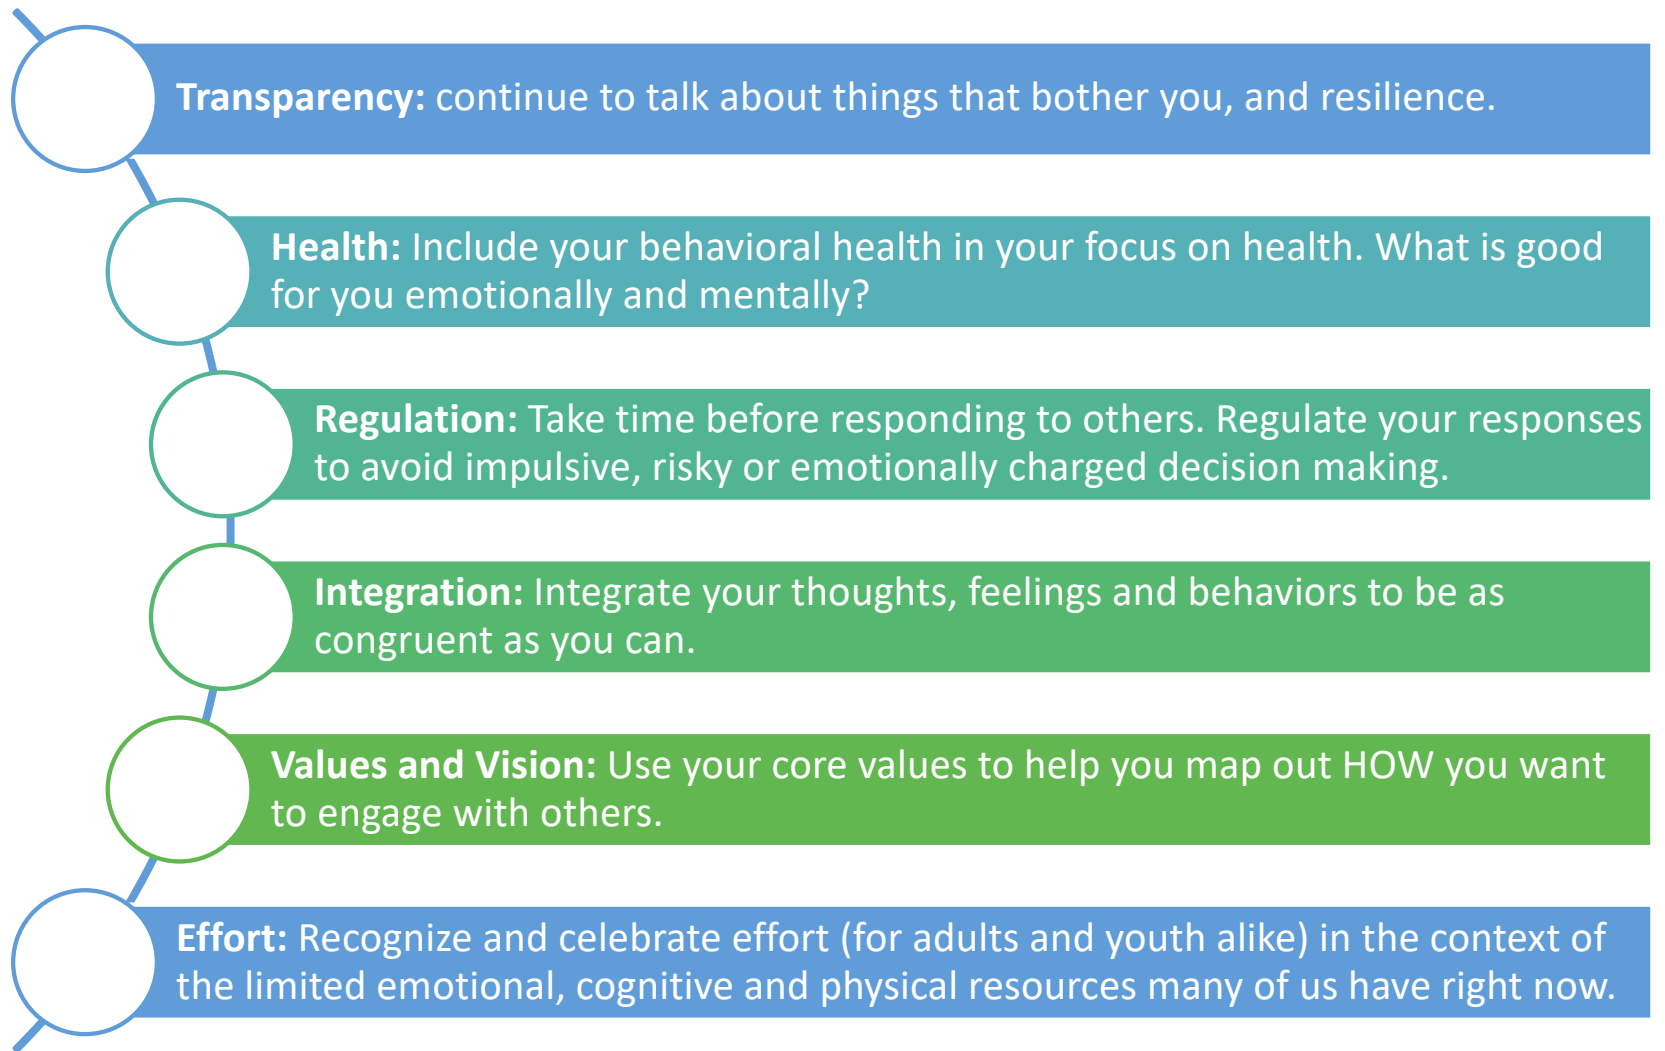 Transparency: continue to talk about things that bother you, and resilience.
Health: Include your behavioral health in your focus on health. What is good
for you emotionally and mentally?
Regulation: Take time before responding to others. Regulate your responses
to avoid impulsive, risky or emotionally charged decision making.
Integration: Integrate your thoughts, feelings and behaviors to be as
congruent as you can.
Values and Vision: Use your core values to help you map out HOW you want
to engage with others.
Effort: Recognize and celebrate effort (for adults and youth alike) in the context of
the limited emotional, cognitive and physical resources many of us have right now.